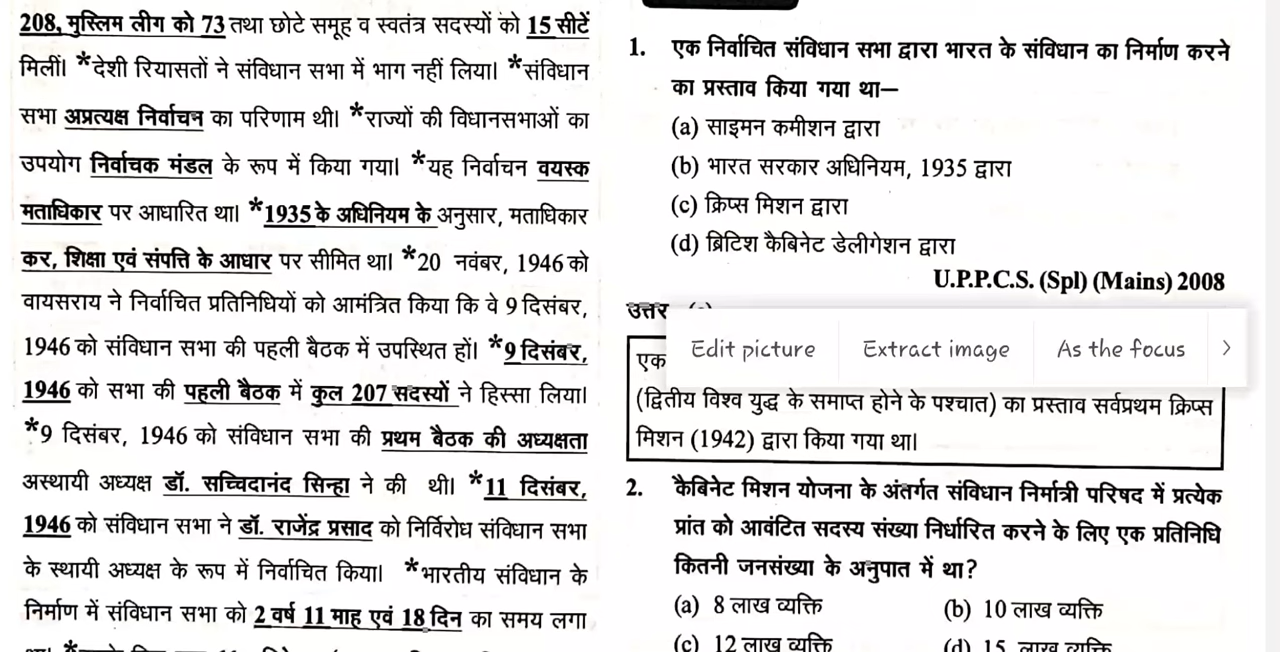 208, मुस्लिम लीग को 73 तथा छोटे समूह व स्वतंत्र सदस्यों को 15 सीटें
मिलीं। *देशी रियासतों ने संविधान सभा में भाग नहीं लिया। *संविधान
सभा अप्रत्यक्ष निर्वाचन का परिणाम थी। *राज्यों की विधानसभाओं का
उपयोग निर्वाचक मंडल के रूप में किया गया। *यह निर्वाचन वयस्क
मताधिकार पर आधारित था। *1935 के अधिनियम के अनुसार, मताधिकार
कर, शिक्षा एवं संपत्ति के आधार पर सीमित था। *20 नवंबर, 1946 को
वायसराय ने निर्वाचित प्रतिनिधियों को आमंत्रित किया कि वे 9 दिसंबर,
1946 को संविधान सभा की पहली बैठक में उपस्थित हों। *9 दिसंबर,
1946 को सभा की पहली बैठक में कुल 207 सदस्यों ने हिस्सा लिया।
*9 दिसंबर, 1946 को संविधान सभा की प्रथम बैठक की अध्यक्षता
अस्थायी अध्यक्ष डॉ. सच्चिदानंद सिन्हा ने की थी। *11 दिसंबर,
1946 को संविधान सभा ने डॉ. राजेंद्र प्रसाद को निर्विरोध संविधान सभा
के स्थायी अध्यक्ष के रूप में निर्वाचित किया। *भारतीय संविधान के
निर्माण में संविधान सभा को 2 वर्ष 11 माह एवं 18 दिन का समय लगा
1. एक निर्वाचित संविधान सभा द्वारा भारत के संविधान का निर्माण करने
का प्रस्ताव किया गया था—
(a) साइमन कमीशन द्वारा
(b) भारत सरकार अधिनियम, 1935 द्वारा
(c) क्रिप्स मिशन द्वारा
(d) ब्रिटिश कैबिनेट डेलीगेशन द्वारा
U.P.P.C.S. (Spl) (Mains) 2008
उत्तर
Edit picture Extract image As the focus >
एक
(द्वितीय विश्व युद्ध के समाप्त होने के पश्चात) का प्रस्ताव सर्वप्रथम क्रिप्स
मिशन (1942) द्वारा किया गया था।
2. कैबिनेट मिशन योजना के अंतर्गत संविधान निर्मात्री परिषद में प्रत्येक
प्रांत को आवंटित सदस्य संख्या निर्धारित करने के लिए एक प्रतिनिधि
कितनी जनसंख्या के अनुपात में था?
(a) 8 लाख व्यक्ति (b) 10 लाख व्यक्ति
(c) 12 लाख व्यक्ति (d) 15 लाख व्यक्ति